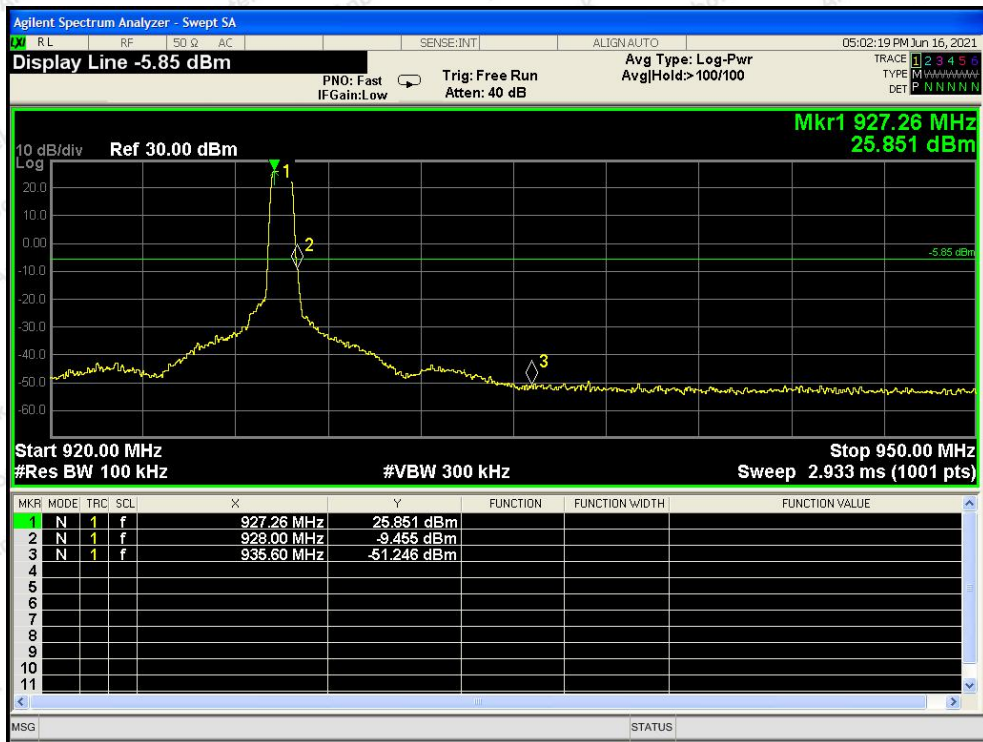 Agilent Spectrum Analyzer - Swept SA
LXI RL RF 50 Ω AC SENSE:INT ALIGN AUTO 05:02:19 PM Jun 16, 2021
Display Line -5.85 dBm Avg Type: Log-Pwr TRACE 1 2 3 4 5 6
PNO: Fast Trig: Free Run Avg|Hold:> 100/100 TYPE M
IFGain:Low Atten: 40 dB DET P N N N N N
Mkr1 927.26 MHz
10 dB/div Ref 30.00 dBm 25.851 dBm
Log
1
20.0
10.0
0.00
2
-5.85 dBm
-10.0
-20.0
-30.0
-40.0
3
-50.0
-60.0
Start 920.00 MHz Stop 950.00 MHz
#Res BW 100 kHz #VBW 300 kHz Sweep 2.933 ms (1001 pts)
MKR MODE TRC SCL X Y FUNCTION FUNCTION WIDTH FUNCTION VALUE
1 N 1 f 927.26 MHz 25.851 dBm
2 N 1 f 928.00 MHz -9.455 dBm
3 N 1 f 935.60 MHz -51.246 dBm
4
5
6
7
8
9
10
11
MSG STATUS